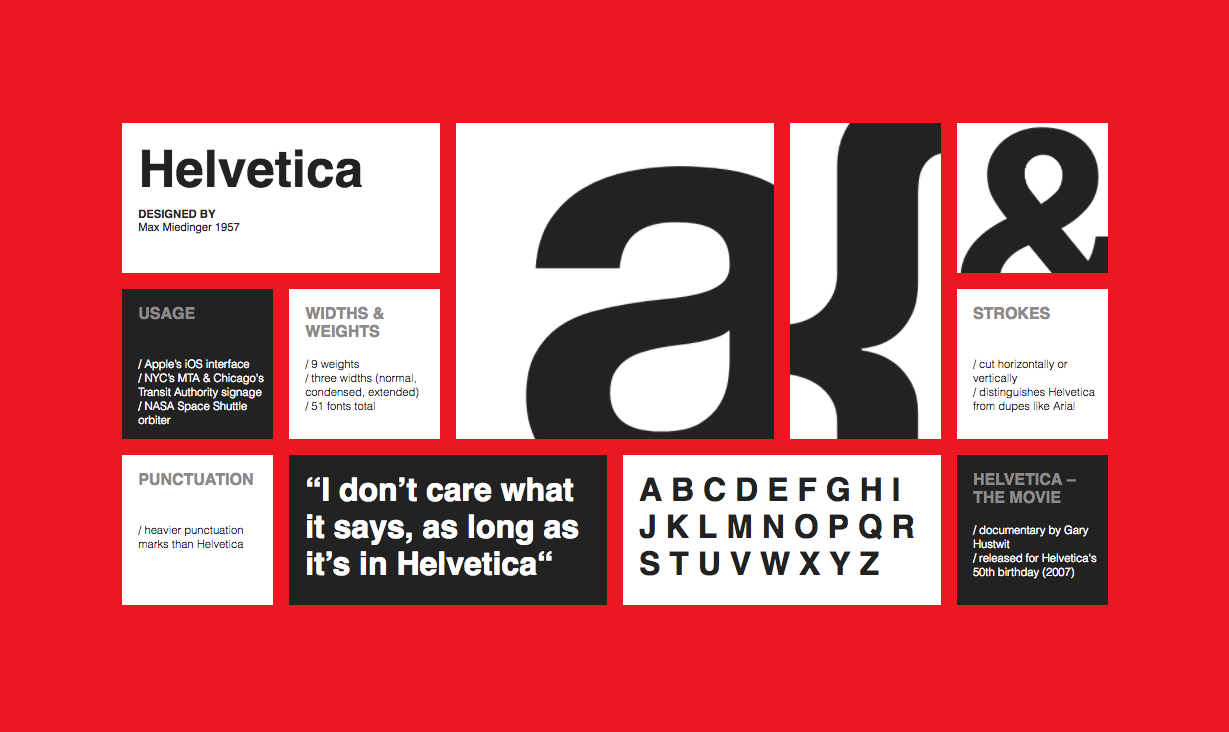 Helvetica
DESIGNED BY
Max Miedinger 1957
a
{
&
USAGE
/ Apple's iOS interface
/ NYC's MTA & Chicago's
Transit Authority signage
/ NASA Space Shuttle
orbiter
WIDTHS &
WEIGHTS
/ 9 weights
/ three widths (normal,
condensed, extended)
/ 51 fonts total
STROKES
/ cut horizontally or
vertically
/ distinguishes Helvetica
from dupes like Arial
PUNCTUATION
/ heavier punctuation
marks than Helvetica
“I don’t care what
it says, as long as
it’s in Helvetica“
A B C D E F G H I
J K L M N O P Q R
S T U V W X Y Z
HELVETICA –
THE MOVIE
/ documentary by Gary
Hustwit
/ released for Helvetica's
50th birthday (2007)